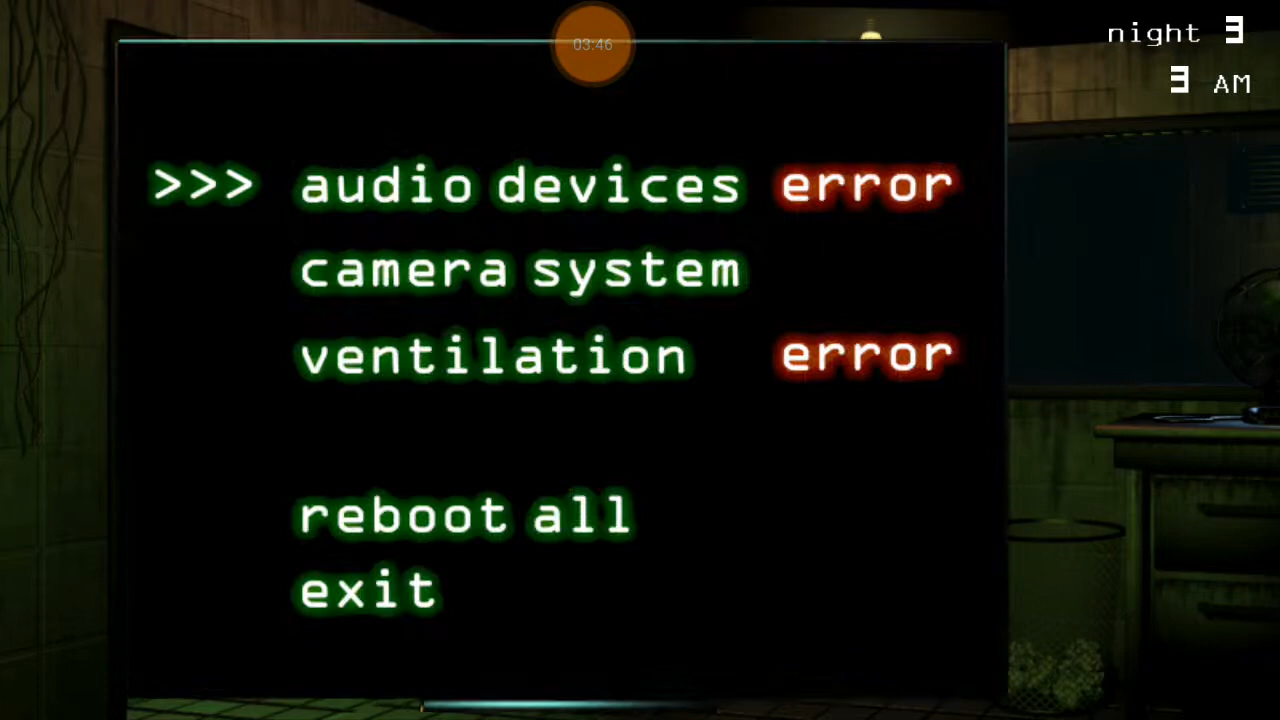 03:46
night 3
3 AM
>>> audio devices error
camera system
ventilation error
reboot all
exit